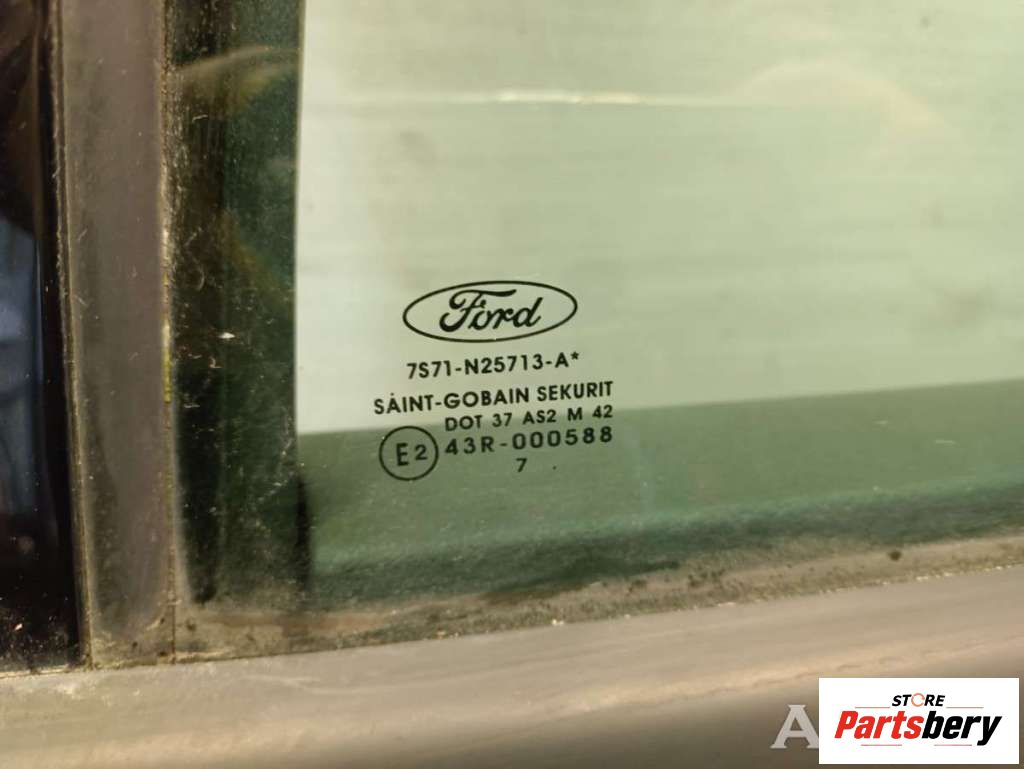 Ford
7S71-N25713-A*
SAINT-GOBAIN SEKURIT
DOT 37 AS2 M 42
E2 43R-000588
7
A
STORE
Partsbery